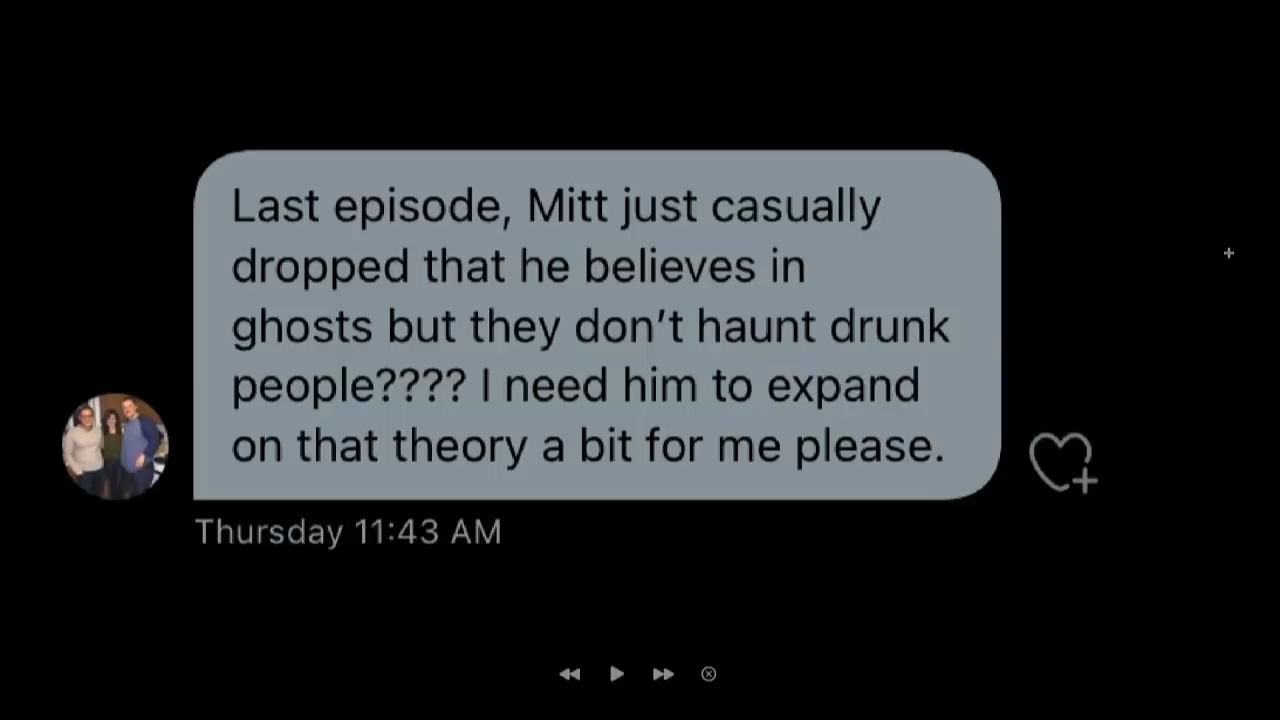 Last episode, Mitt just casually
dropped that he believes in
ghosts but they don’t haunt drunk
people???? I need him to expand
on that theory a bit for me please.
Thursday 11:43 AM